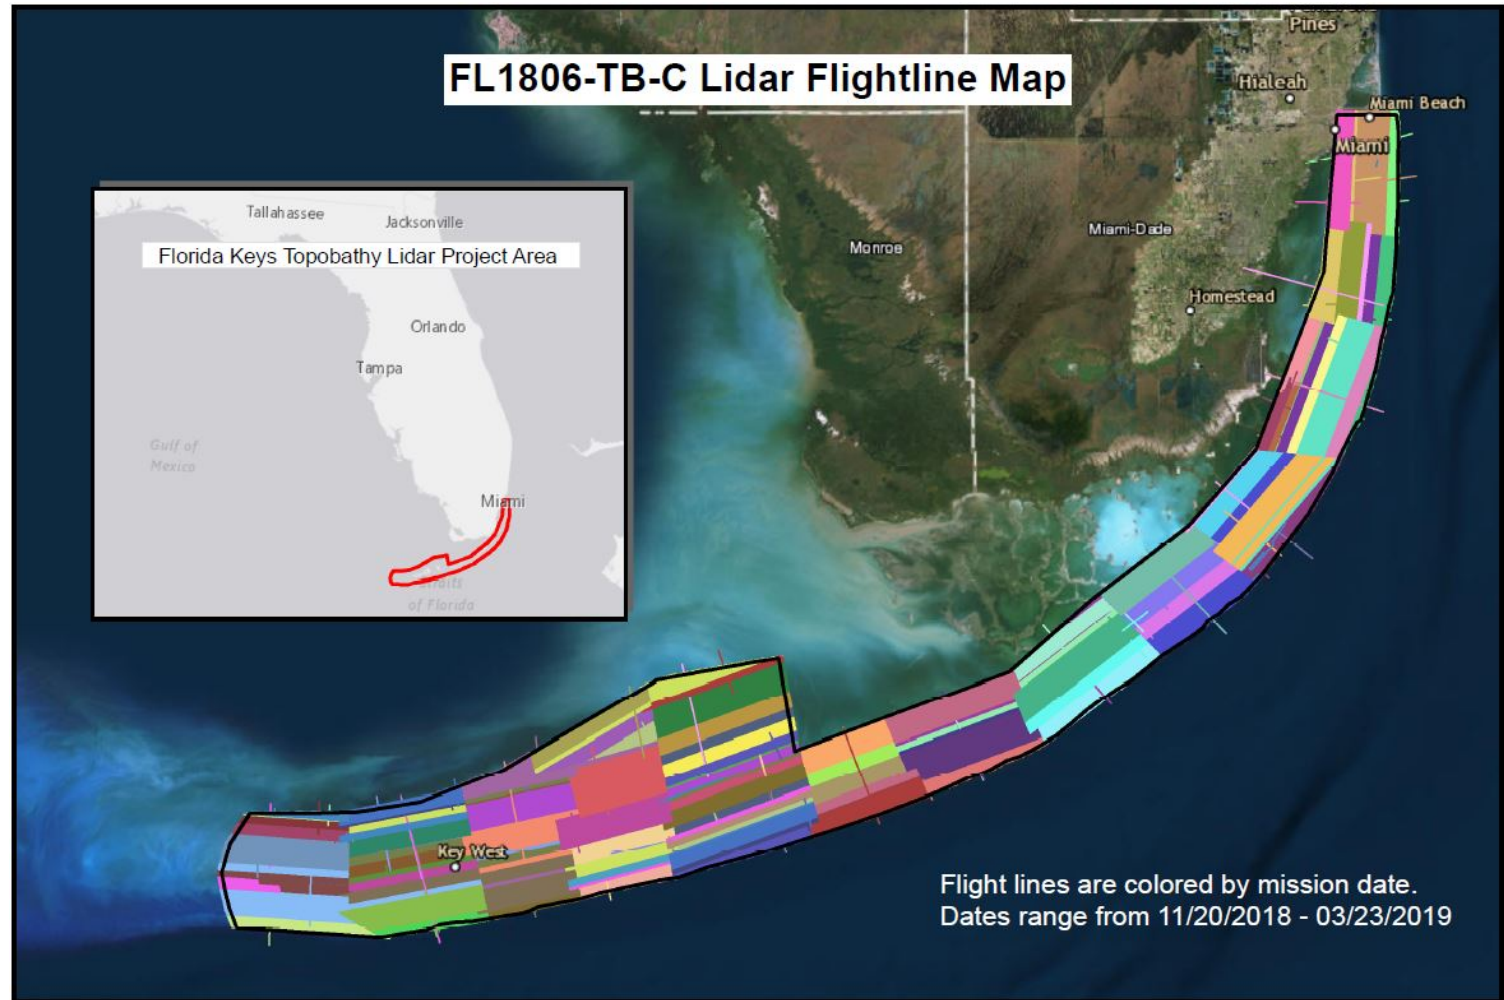 Pines
FL1806-TB-C Lidar Flightline Map
Hialeah
Miami Beach
Miami
Tallahassee
Jacksonville
Florida Keys Topobathy Lidar Project Area
Monroe
Miami-Dade
Homestead
Orlando
Tampa
Gulf of
Mexico
Miami
of Florida
Key West
Flight lines are colored by mission date.
Dates range from 11/20/2018 - 03/23/2019